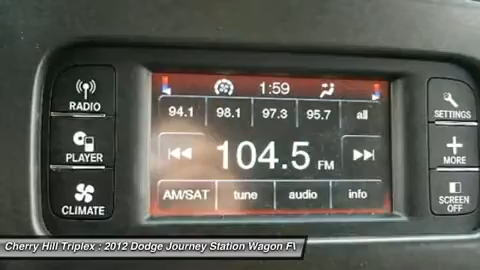 1:59
RADIO
94.1 98.1 97.3 95.7 all
SETTINGS
PLAYER
104.5 FM
MORE
CLIMATE
AM/SAT tune audio info
SCREEN OFF
Cherry Hill Triplex : 2012 Dodge Journey Station Wagon F\